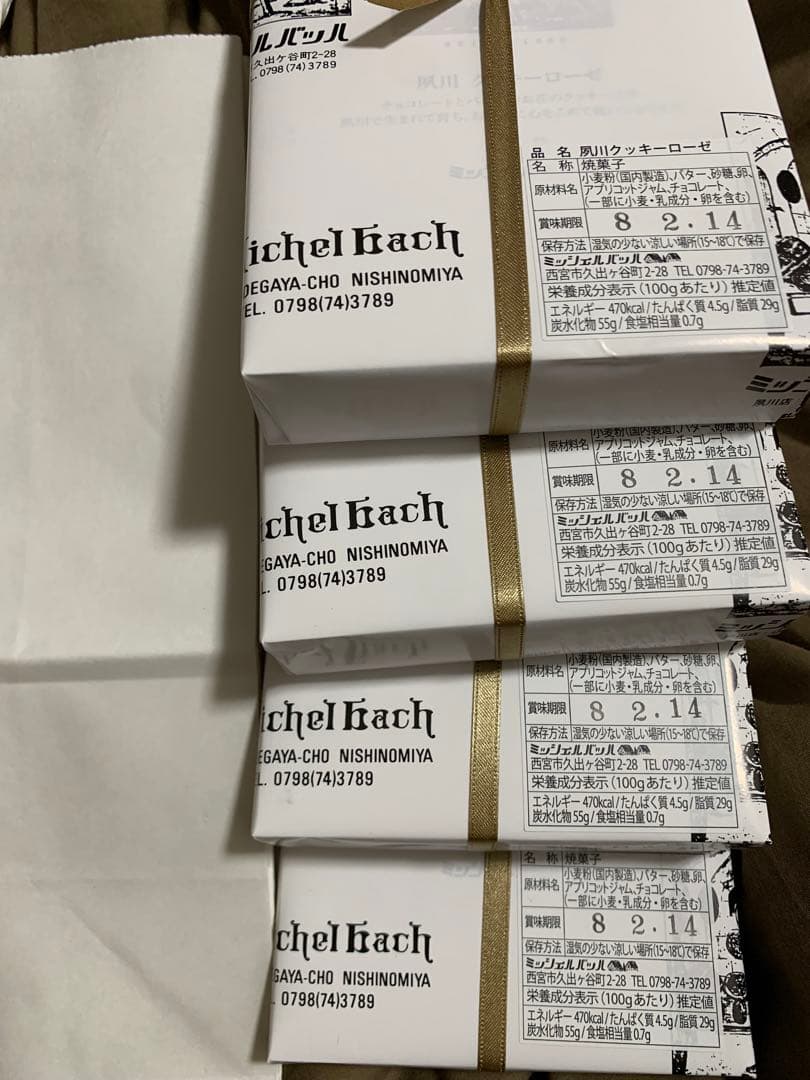 ルバッハ
久出ケ谷町2-28
0798(74)3789
ichel Bach
DEGAYA-CHO NISHINOMIYA
EL. 0798(74)3789
品名 夙川クッキーローゼ
名称 焼菓子
原材料名 小麦粉(国内製造)、バター、砂糖、卵、
アプリコットジャム、チョコレート、
(一部に小麦・乳成分・卵を含む)
賞味期限 8 2.14
保存方法 湿気の少ない涼しい場所(15~18℃)で保存
ミッシェルバッハ
西宮市久出ケ谷町2-28 TEL 0798-74-3789
栄養成分表示(100gあたり)推定値
エネルギー 470kcal/たんぱく質 4.5g/脂質 29g
炭水化物 55g/食塩相当量 0.7g
ミッシ
夙川店
ichel Bach
EGAYA-CHO NISHINOMIYA
L. 0798(74)3789
原材料名 小麦粉(国内製造)、バター、砂糖、卵、
アプリコットジャム、チョコレート、
(一部に小麦・乳成分・卵を含む)
賞味期限 8 2.14
保存方法 湿気の少ない涼しい場所(15~18℃)で保存
ミッシェルバッハ
西宮市久出ケ谷町2-28 TEL 0798-74-3789
栄養成分表示(100gあたり)推定値
エネルギー 470kcal/たんぱく質 4.5g/脂質 29g
炭水化物 55g/食塩相当量 0.7g
ichel Bach
EGAYA-CHO NISHINOMIYA
L. 0798(74)3789
原材料名 小麦粉(国内製造)、バター、砂糖、卵、
アプリコットジャム、チョコレート、
(一部に小麦・乳成分・卵を含む)
賞味期限 8 2.14
保存方法 湿気の少ない涼しい場所(15~18℃)で保存
ミッシェルバッハ
西宮市久出ケ谷町2-28 TEL 0798-74-3789
栄養成分表示(100gあたり)推定値
エネルギー 470kcal/たんぱく質 4.5g/脂質 29g
炭水化物 55g/食塩相当量 0.7g
chel Bach
GAYA-CHO NISHINOMIYA
. 0798(74)3789
名称 焼菓子
原材料名 小麦粉(国内製造)、バター、砂糖、卵、
アプリコットジャム、チョコレート、
(一部に小麦・乳成分・卵を含む)
賞味期限 8 2.14
保存方法 湿気の少ない涼しい場所(15~18℃)で保存
ミッシェルバッハ
西宮市久出ケ谷町2-28 TEL 0798-74-3789
栄養成分表示(100gあたり)推定値
エネルギー 470kcal/たんぱく質 4.5g/脂質 29g
炭水化物 55g/食塩相当量 0.7g